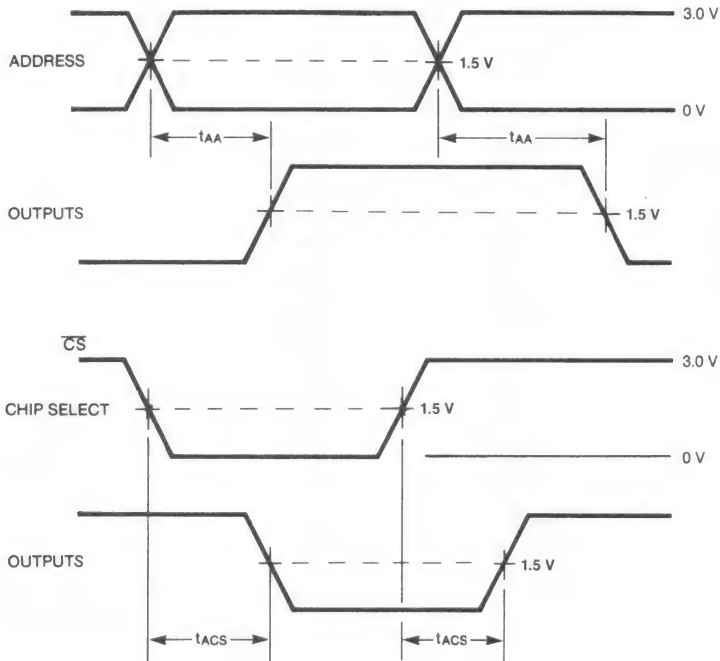 3.0 V
ADDRESS
1.5 V
0 V
tAA
tAA
OUTPUTS
1.5 V
CS
3.0 V
CHIP SELECT
1.5 V
0 V
OUTPUTS
1.5 V
tACS
tACS